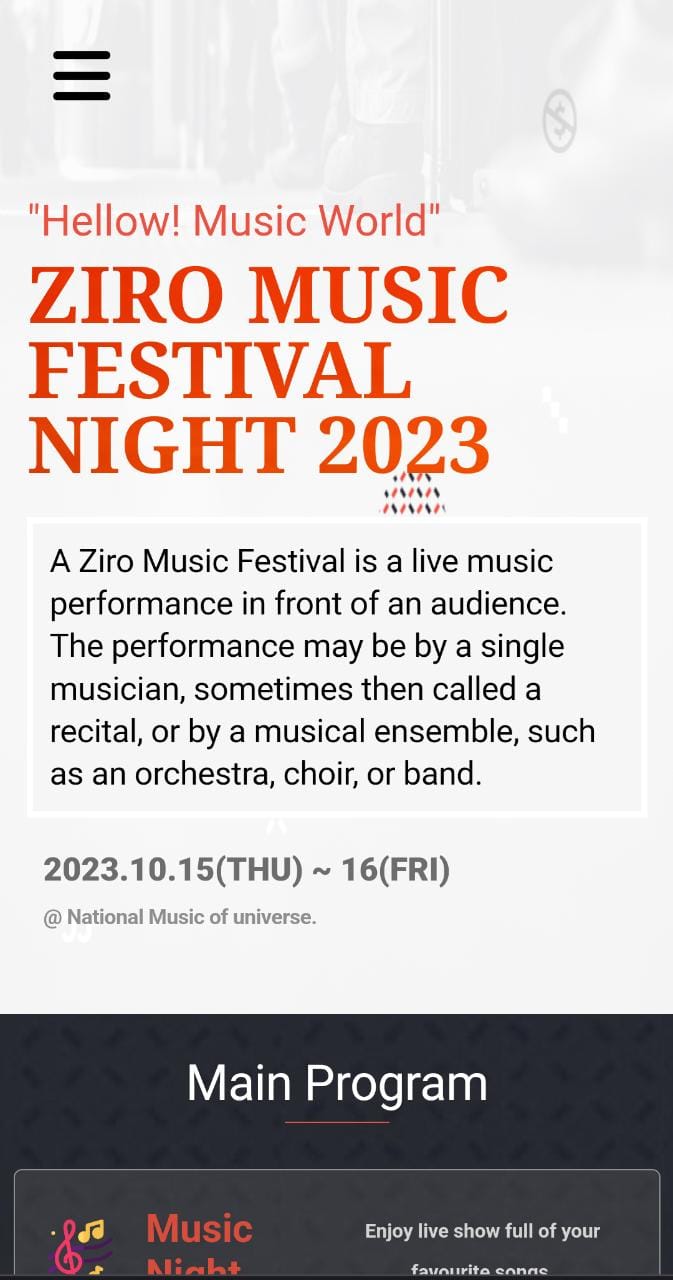 "Hellow! Music World"
ZIRO MUSIC
FESTIVAL
NIGHT 2023
A Ziro Music Festival is a live music
performance in front of an audience.
The performance may be by a single
musician, sometimes then called a
recital, or by a musical ensemble, such
as an orchestra, choir, or band.
2023.10.15(THU) ~ 16(FRI)
@ National Music of universe.
Main Program
Music
Night
Enjoy live show full of your
favourite songs